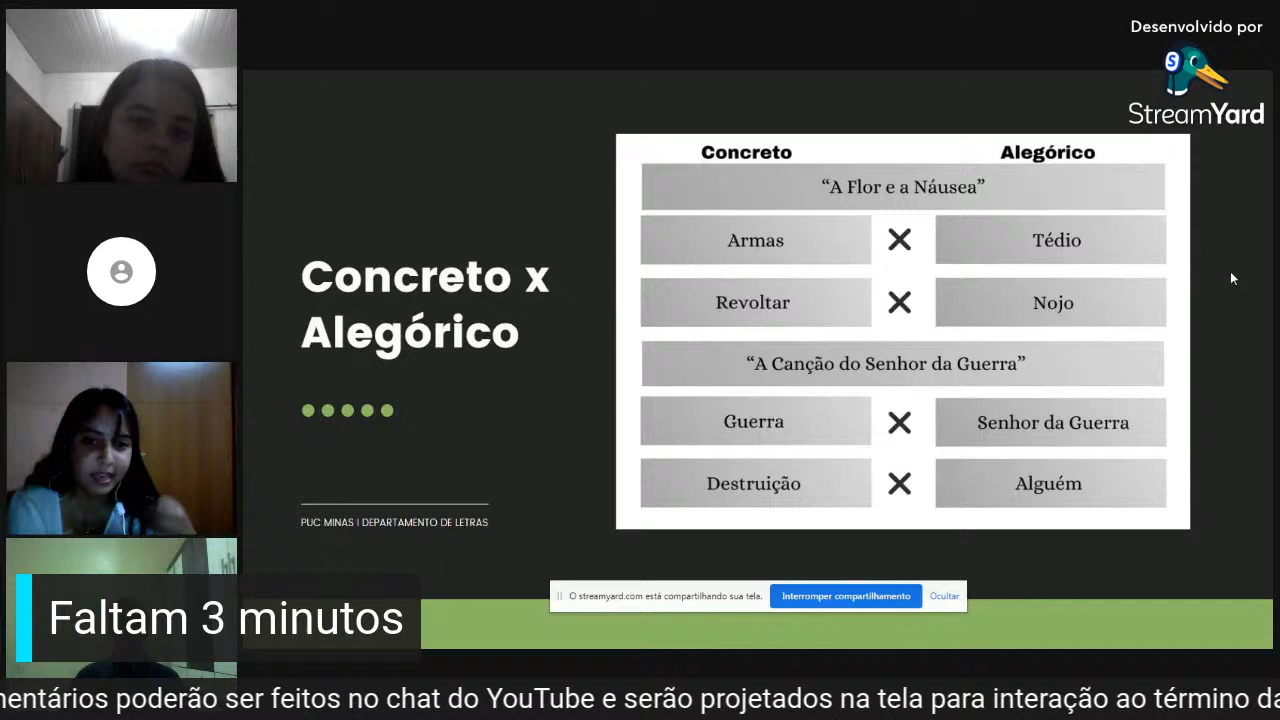 Desenvolvido por
StreamYard
Concreto x
Alegórico
PUC MINAS | DEPARTAMENTO DE LETRAS
Concreto Alegórico
“A Flor e a Náusea”
Armas Tédio
Revoltar Nojo
“A Canção do Senhor da Guerra”
Guerra Senhor da Guerra
Destruição Alguém
O streamyard.com está compartilhando sua tela. Interromper compartilhamento Ocultar
Faltam 3 minutos
poderão ser feitos no chat do YouTube e serão projetados na tela para interação ao término